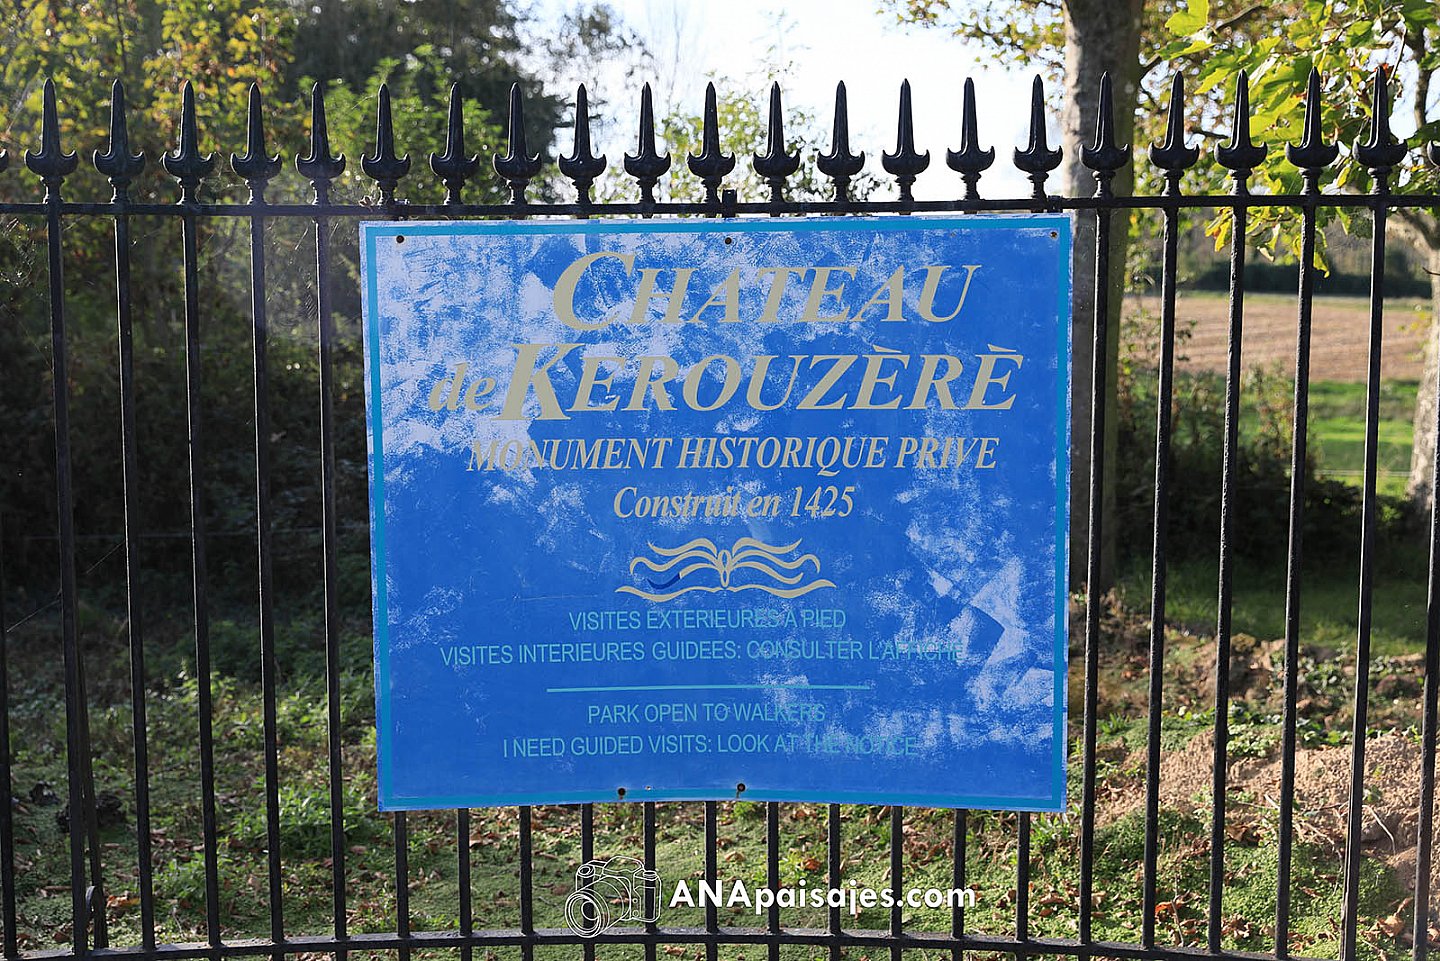 CHATEAU
de KEROUZÈRÈ
MONUMENT HISTORIQUE PRIVE
Construit en 1425
VISITES EXTERIEURES A PIED
VISITES INTERIEURES GUIDEES: CONSULTER L'AFFICHE
PARK OPEN TO WALKERS
I NEED GUIDED VISITS: LOOK AT THE NOTICE
ANApaisajes.com